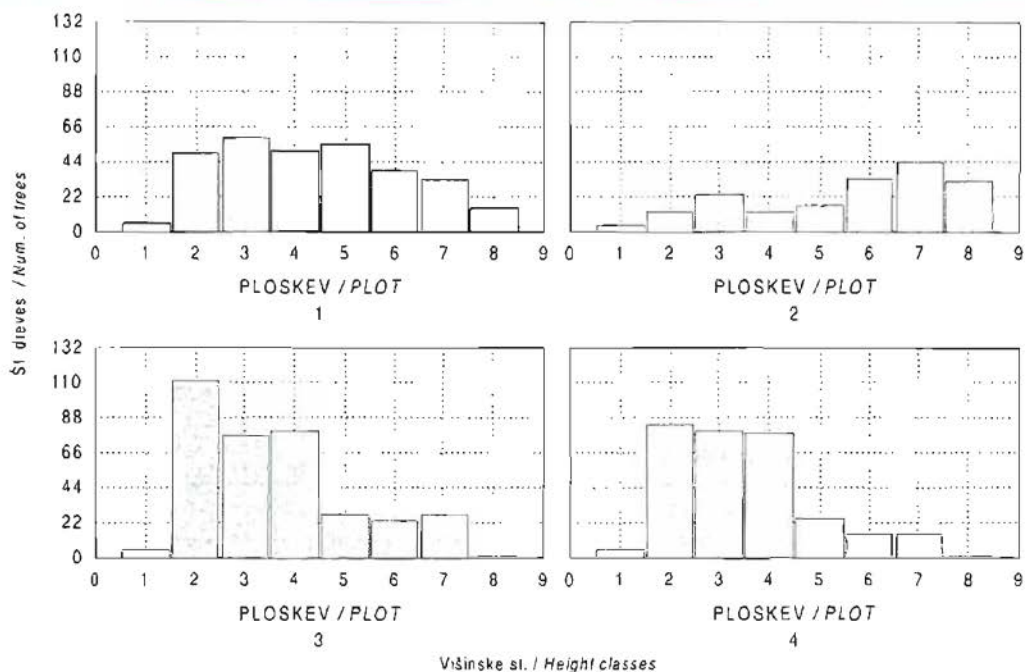 Št dreves / Num. of trees
132
110
88
66
44
22
0
0 1 2 3 4 5 6 7 8 9
PLOSKEV / PLOT
1
0 1 2 3 4 5 6 7 8 9
PLOSKEV / PLOT
2
132
110
88
66
44
22
0
0 1 2 3 4 5 6 7 8 9
PLOSKEV / PLOT
3
0 1 2 3 4 5 6 7 8 9
PLOSKEV / PLOT
4
Višinske st. / Height classes